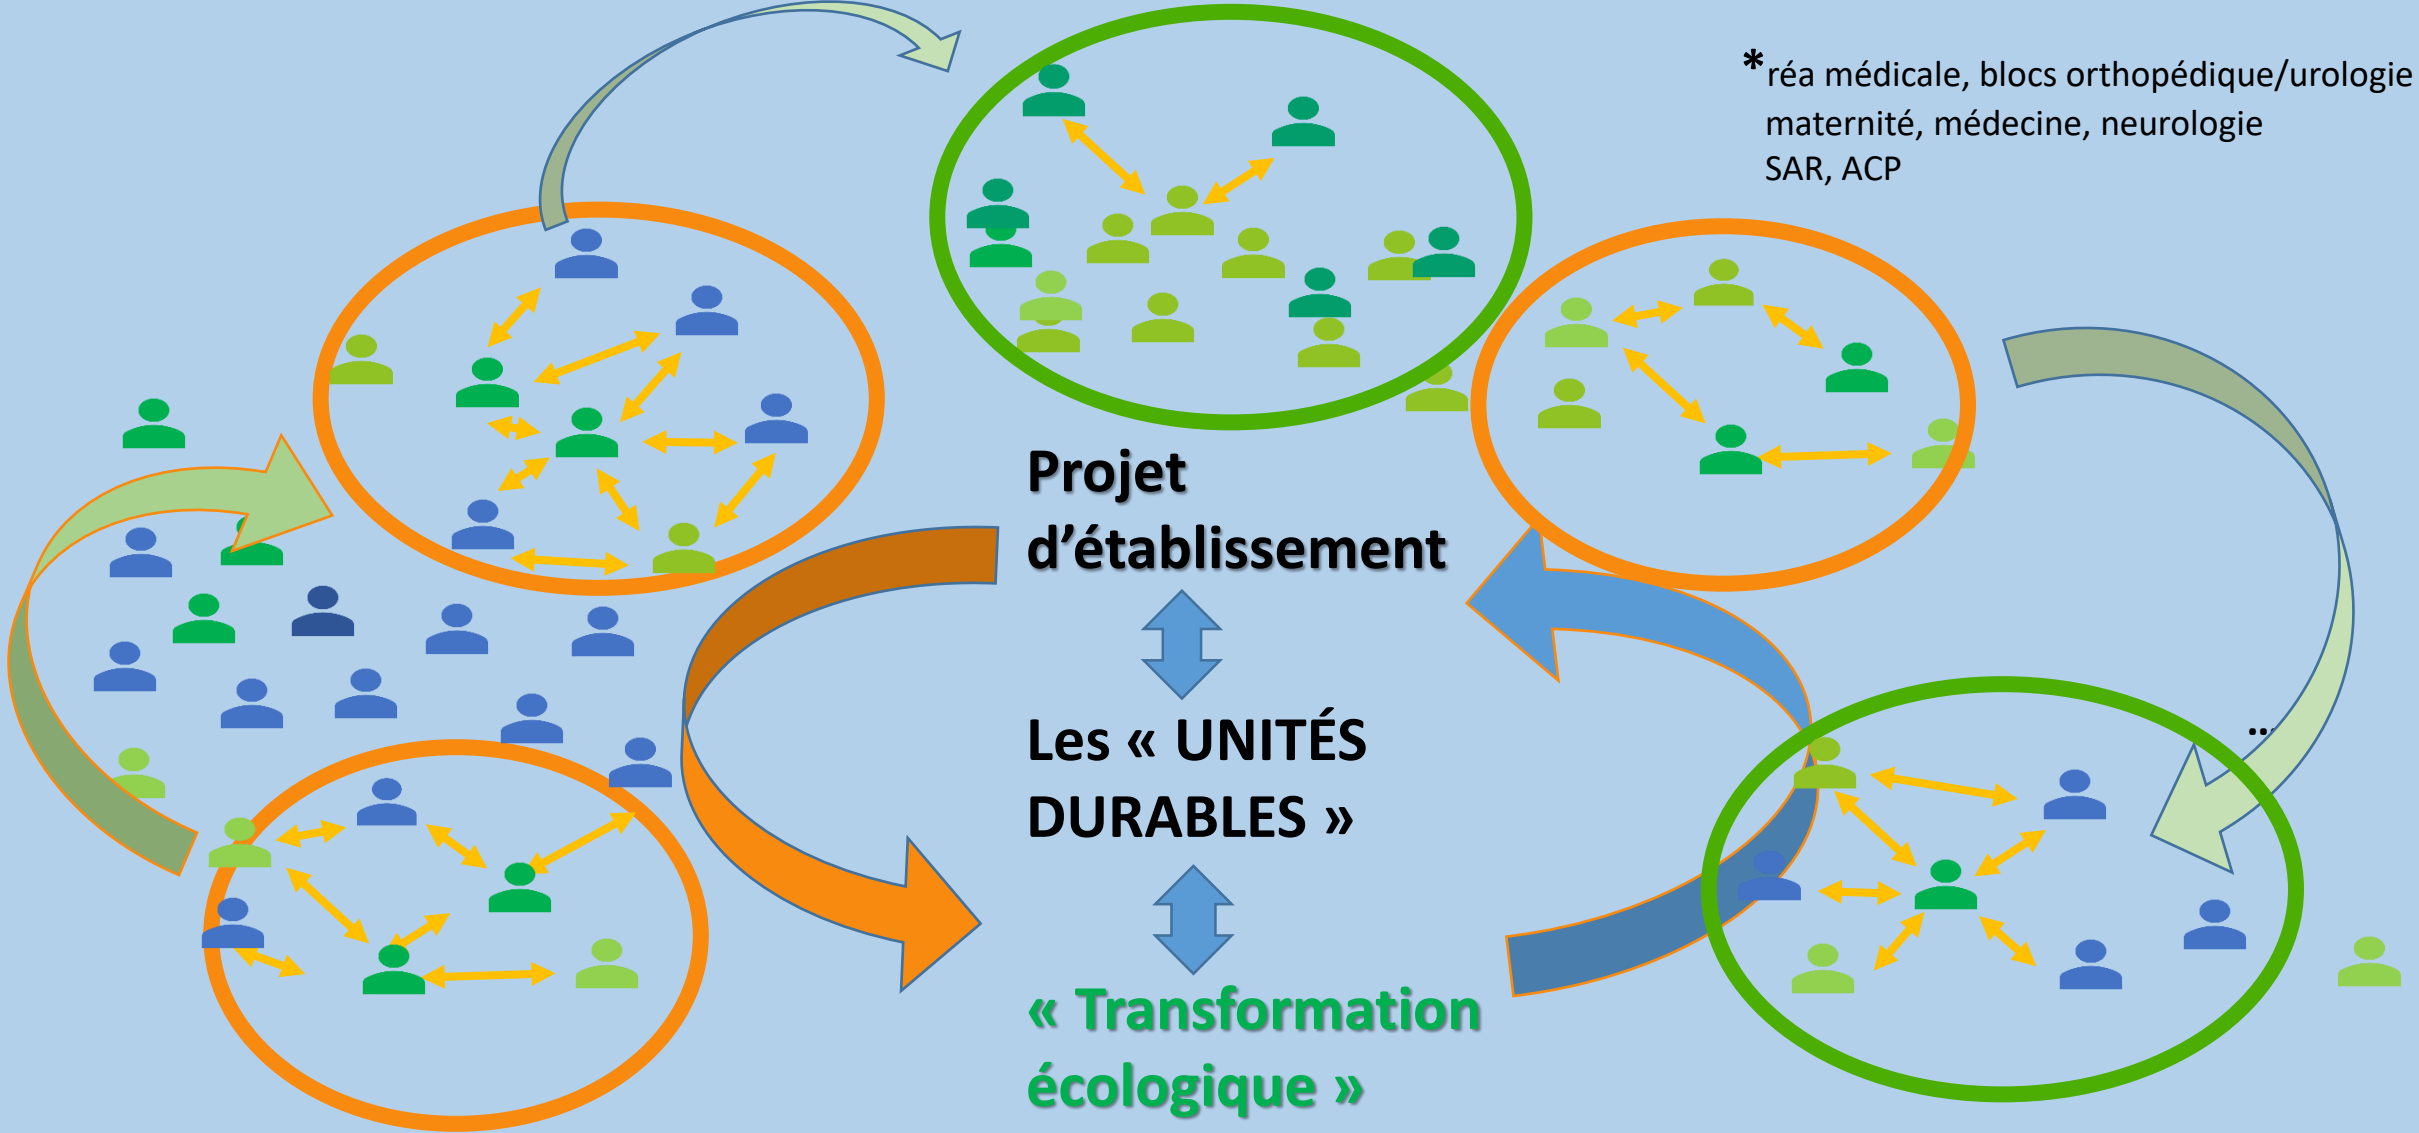 *réa médicale, blocs orthopédique/urologie
maternité, médecine, neurologie
SAR, ACP
Projet
d’établissement
Les « UNITÉS
DURABLES »
...
« Transformation
écologique »